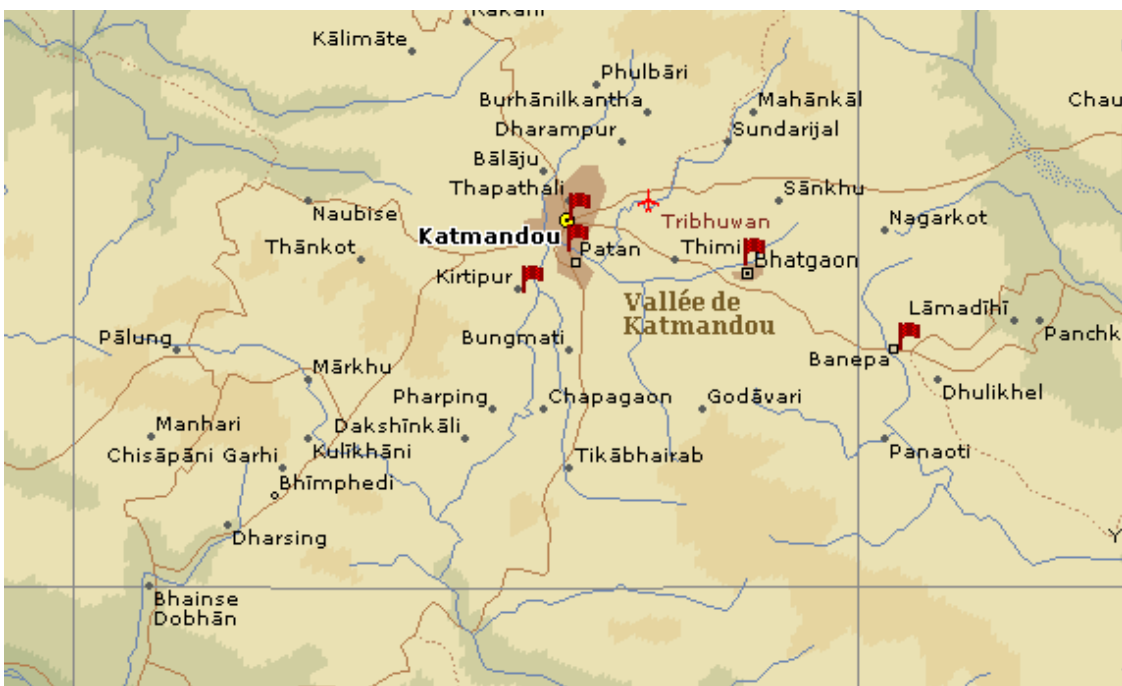 Kakani
Kālimāte
Phulbāri
Burhānilkantha
Mahānkāl
Chau
Dharampur
Sundarijal
Bālāju
Thapathali
Sānkhu
Naubise
Tribhuwan
Nagarkot
Katmandou
Thānkot
Patan
Thimi
Bhatgaon
Kirtipur
Vallée de
Katmandou
Lāmadīhī
Panchk
Pālung
Bungmati
Banepa
Mārkhu
Dhulikhel
Pharping
Chapagaon
Godāvari
Manhari
Dakshīnkāli
Chisāpāni Garhi
Kulikhāni
Tikābhairab
Panaoti
Bhīmphedi
Dharsing
Y
Bhainse
Dobhān